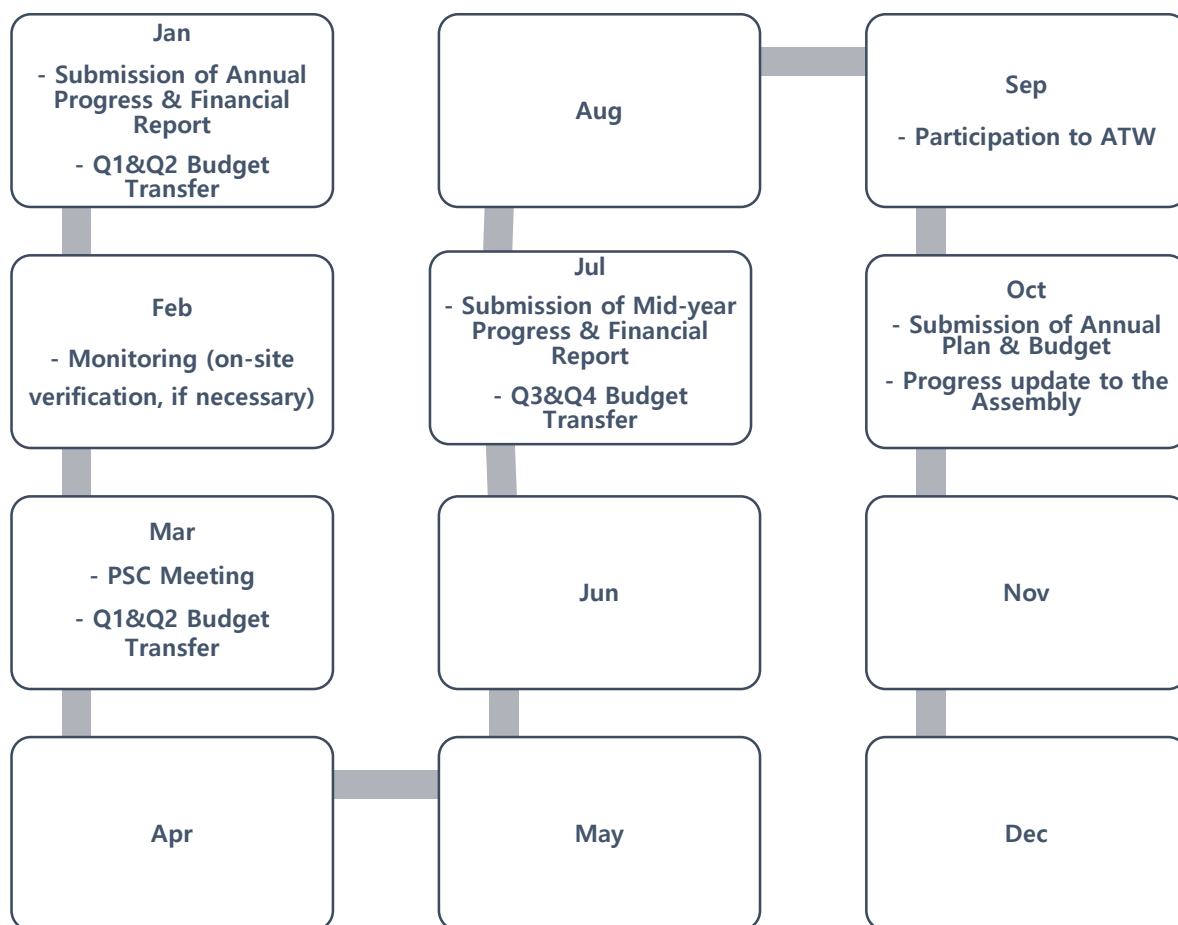 Jan
- Submission of Annual
Progress & Financial
Report
- Q1&Q2 Budget
Transfer
Feb
- Monitoring (on-site
verification, if necessary)
Mar
- PSC Meeting
- Q1&Q2 Budget
Transfer
Apr
May
Jun
Jul
- Submission of Mid-year
Progress & Financial
Report
- Q3&Q4 Budget
Transfer
Aug
Sep
- Participation to ATW
Oct
- Submission of Annual
Plan & Budget
- Progress update to the
Assembly
Nov
Dec